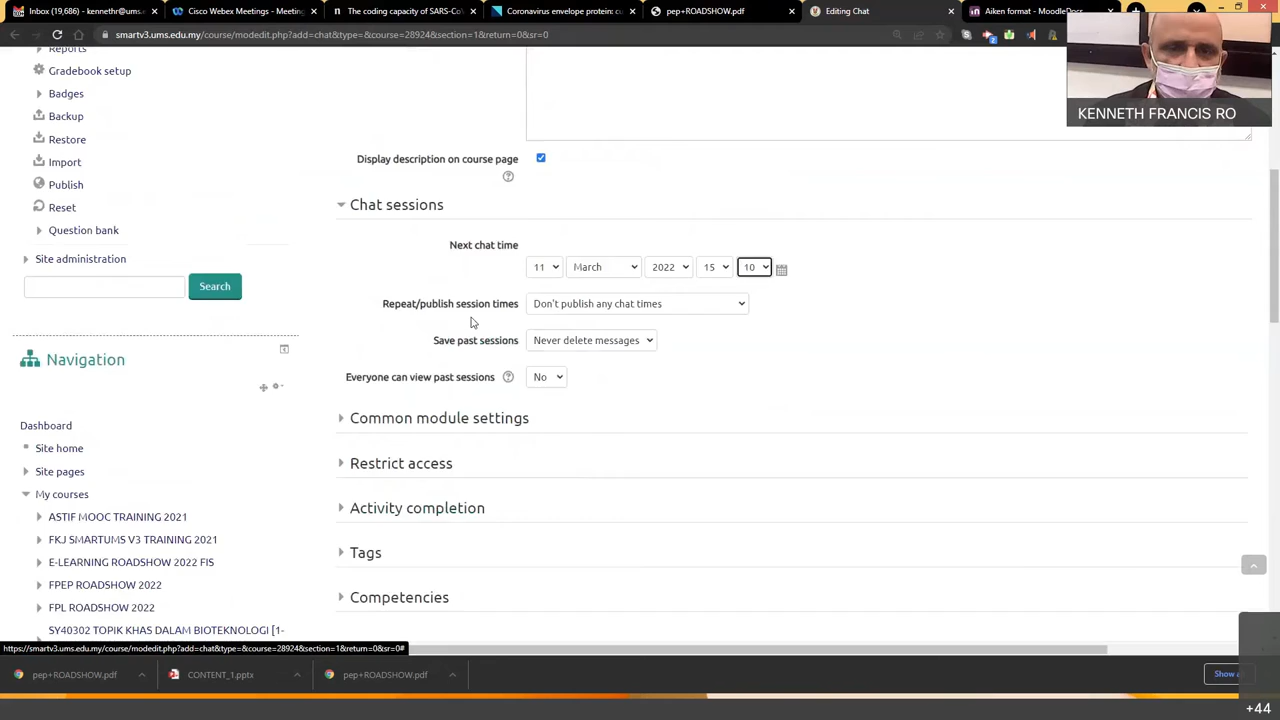 Inbox (19,686) - kenneth@ums.
Cisco Webex Meetings - Meeting
The coding capacity of SARS-CoV
Coronavirus envelope protein: cu
pep+ROADSHOW.pdf
Editing Chat
Aiken format - MoodleDocs
smartv3.ums.edu.my/course/modedit.php?add=chat&type=&course=28924&section=1&return=0&sr=0
KENNETH FRANCIS RO
Reports
Gradebook setup
Badges
Backup
Restore
Import
Publish
Reset
Question bank
Site administration
Search
Navigation
Dashboard
Site home
Site pages
My courses
ASTIF MOOC TRAINING 2021
FKJ SMARTUMS V3 TRAINING 2021
E-LEARNING ROADSHOW 2022 FIS
FPEP ROADSHOW 2022
FPL ROADSHOW 2022
SY40302 TOPIK KHAS DALAM BIOTEKNOLOGI [1-
Display description on course page
Chat sessions
Next chat time
11 March 2022 15 10
Repeat/publish session times Don't publish any chat times
Save past sessions Never delete messages
Everyone can view past sessions No
Common module settings
Restrict access
Activity completion
Tags
Competencies
https://smartv3.ums.edu.my/course/modedit.php?add=chat&type=&course=28924&section=1&return=0&sr=0#
pep+ROADSHOW.pdf
CONTENT_1.pptx
pep+ROADSHOW.pdf
Show a
+44